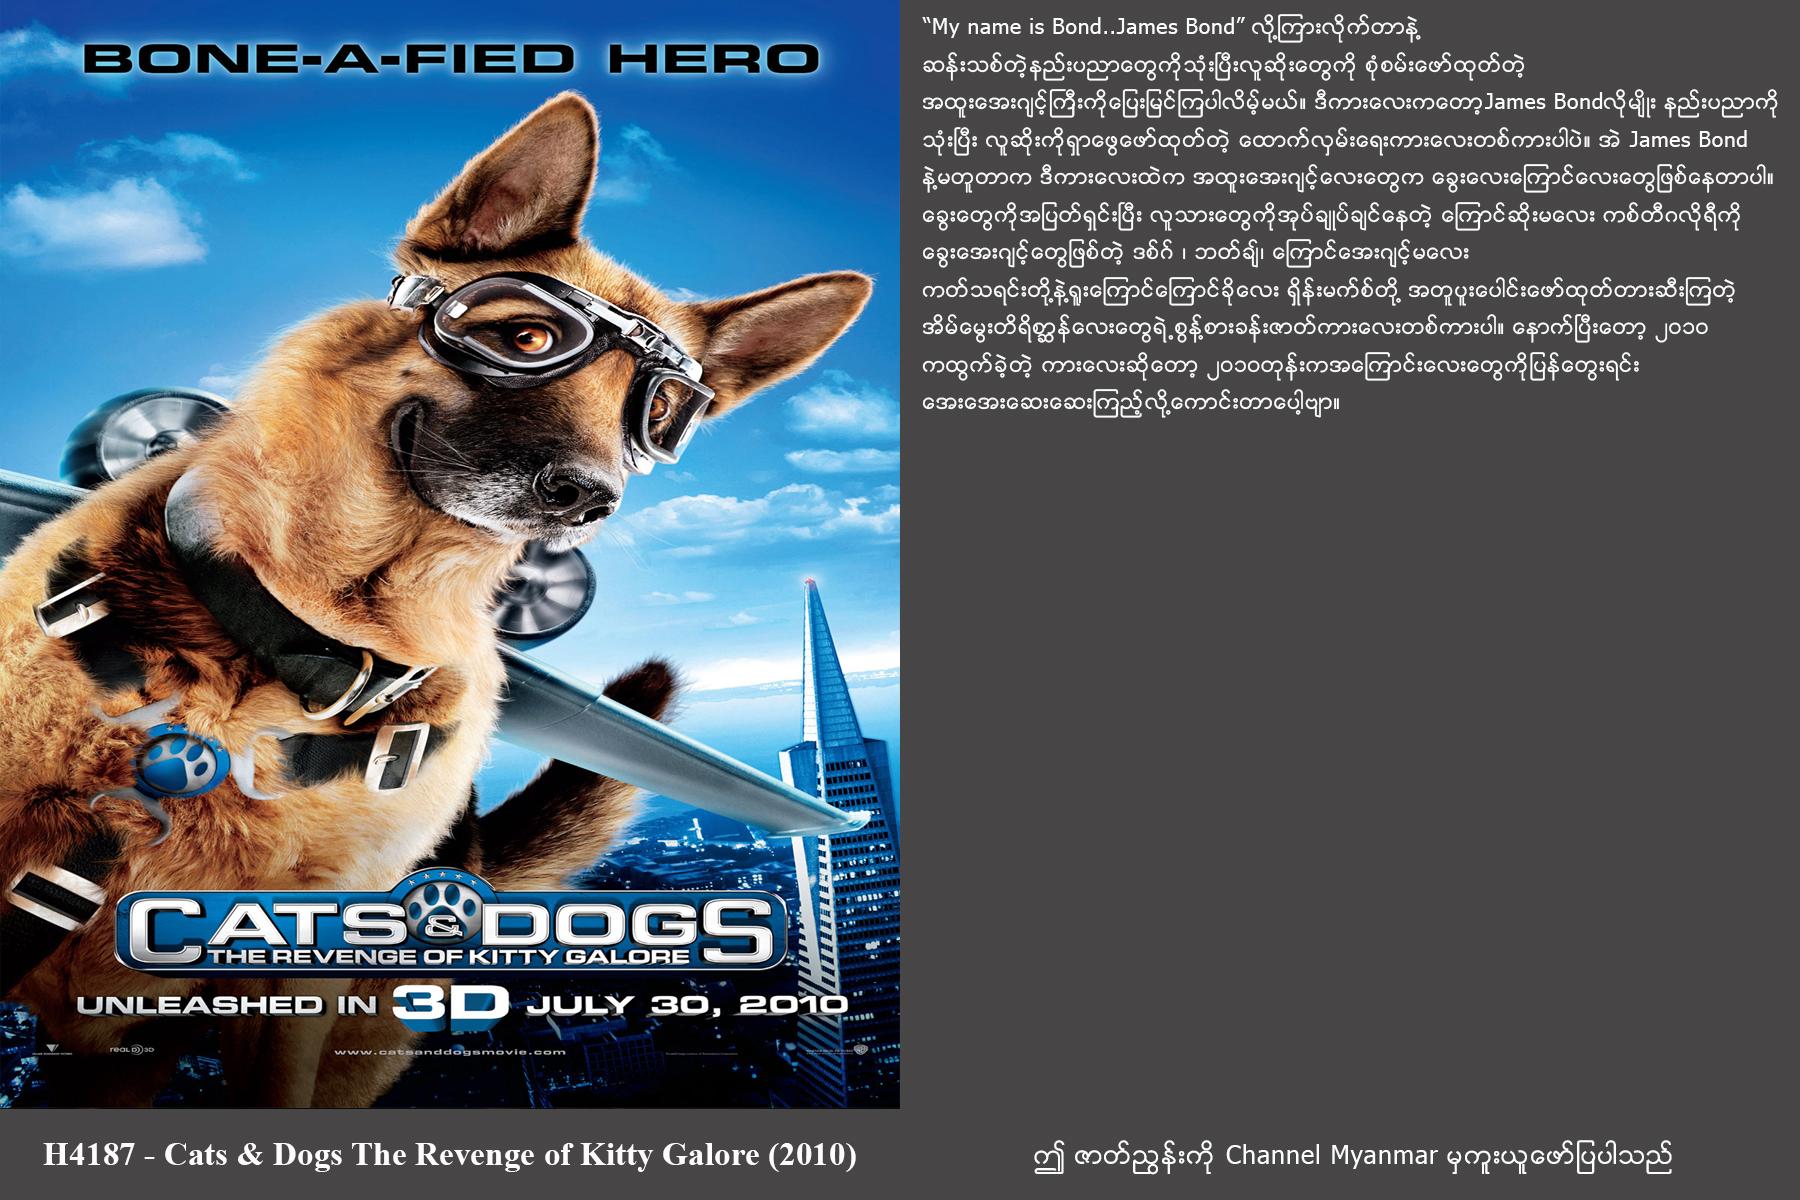 BONE-A-FIED HERO
CATS & DOGS
THE REVENGE OF KITTY GALORE
UNLEASHED IN 3D JULY 30, 2010
REAL D 3D
www.catsanddogsmovie.com
H4187 - Cats & Dogs The Revenge of Kitty Galore (2010)
“My name is Bond..James Bond” လို့ကြားလိုက်တာနဲ့
ဆန်းသစ်တဲ့နည်းပညာတွေကိုသုံးပြီးလူဆိုးတွေကို စုံစမ်းဖော်ထုတ်တဲ့
အထူးအေးဂျင့်ကြီးကိုပြေးမြင်ကြပါလိမ့်မယ်။ ဒီကားလေးကတော့James Bondလိုမျိုး နည်းပညာကို
သုံးပြီး လူဆိုးကိုရှာဖွေဖော်ထုတ်တဲ့ ထောက်လှမ်းရေးကားလေးတစ်ကားပါပဲ။ အဲ James Bond
နဲ့မတူတာက ဒီကားလေးထဲက အထူးအေးဂျင့်လေးတွေက ခွေးလေးကြောင်လေးတွေဖြစ်နေတာပါ။
ခွေးတွေကိုအပြတ်ရှင်းပြီး လူသားတွေကိုအုပ်ချုပ်ချင်နေတဲ့ ကြောင်ဆိုးမလေး ကစ်တီဂလိုရီကို
ခွေးအေးဂျင့်တွေဖြစ်တဲ့ ဒစ်ဂ် ၊ ဘတ်ချ်၊ ကြောင်အေးဂျင့်မလေး
ကတ်သရင်းတို့နဲ့ရူးကြောင်ကြောင်ခိုလေး ရှိန်းမက်စ်တို့ အတူပူးပေါင်းဖော်ထုတ်တားဆီးကြတဲ့
အိမ်မွေးတိရိစ္ဆာန်လေးတွေရဲ့စွန့်စားခန်းဇာတ်ကားလေးတစ်ကားပါ။ နောက်ပြီးတော့ ၂၀၁၀
ကထွက်ခဲ့တဲ့ ကားလေးဆိုတော့ ၂၀၁၀တုန်းကအကြောင်းလေးတွေကိုပြန်တွေးရင်း
အေးအေးဆေးဆေးကြည့်လို့ကောင်းတာပေါ့ဗျာ။
ဤ ဇာတ်ညွှန်းကို Channel Myanmar မှကူးယူဖော်ပြပါသည်